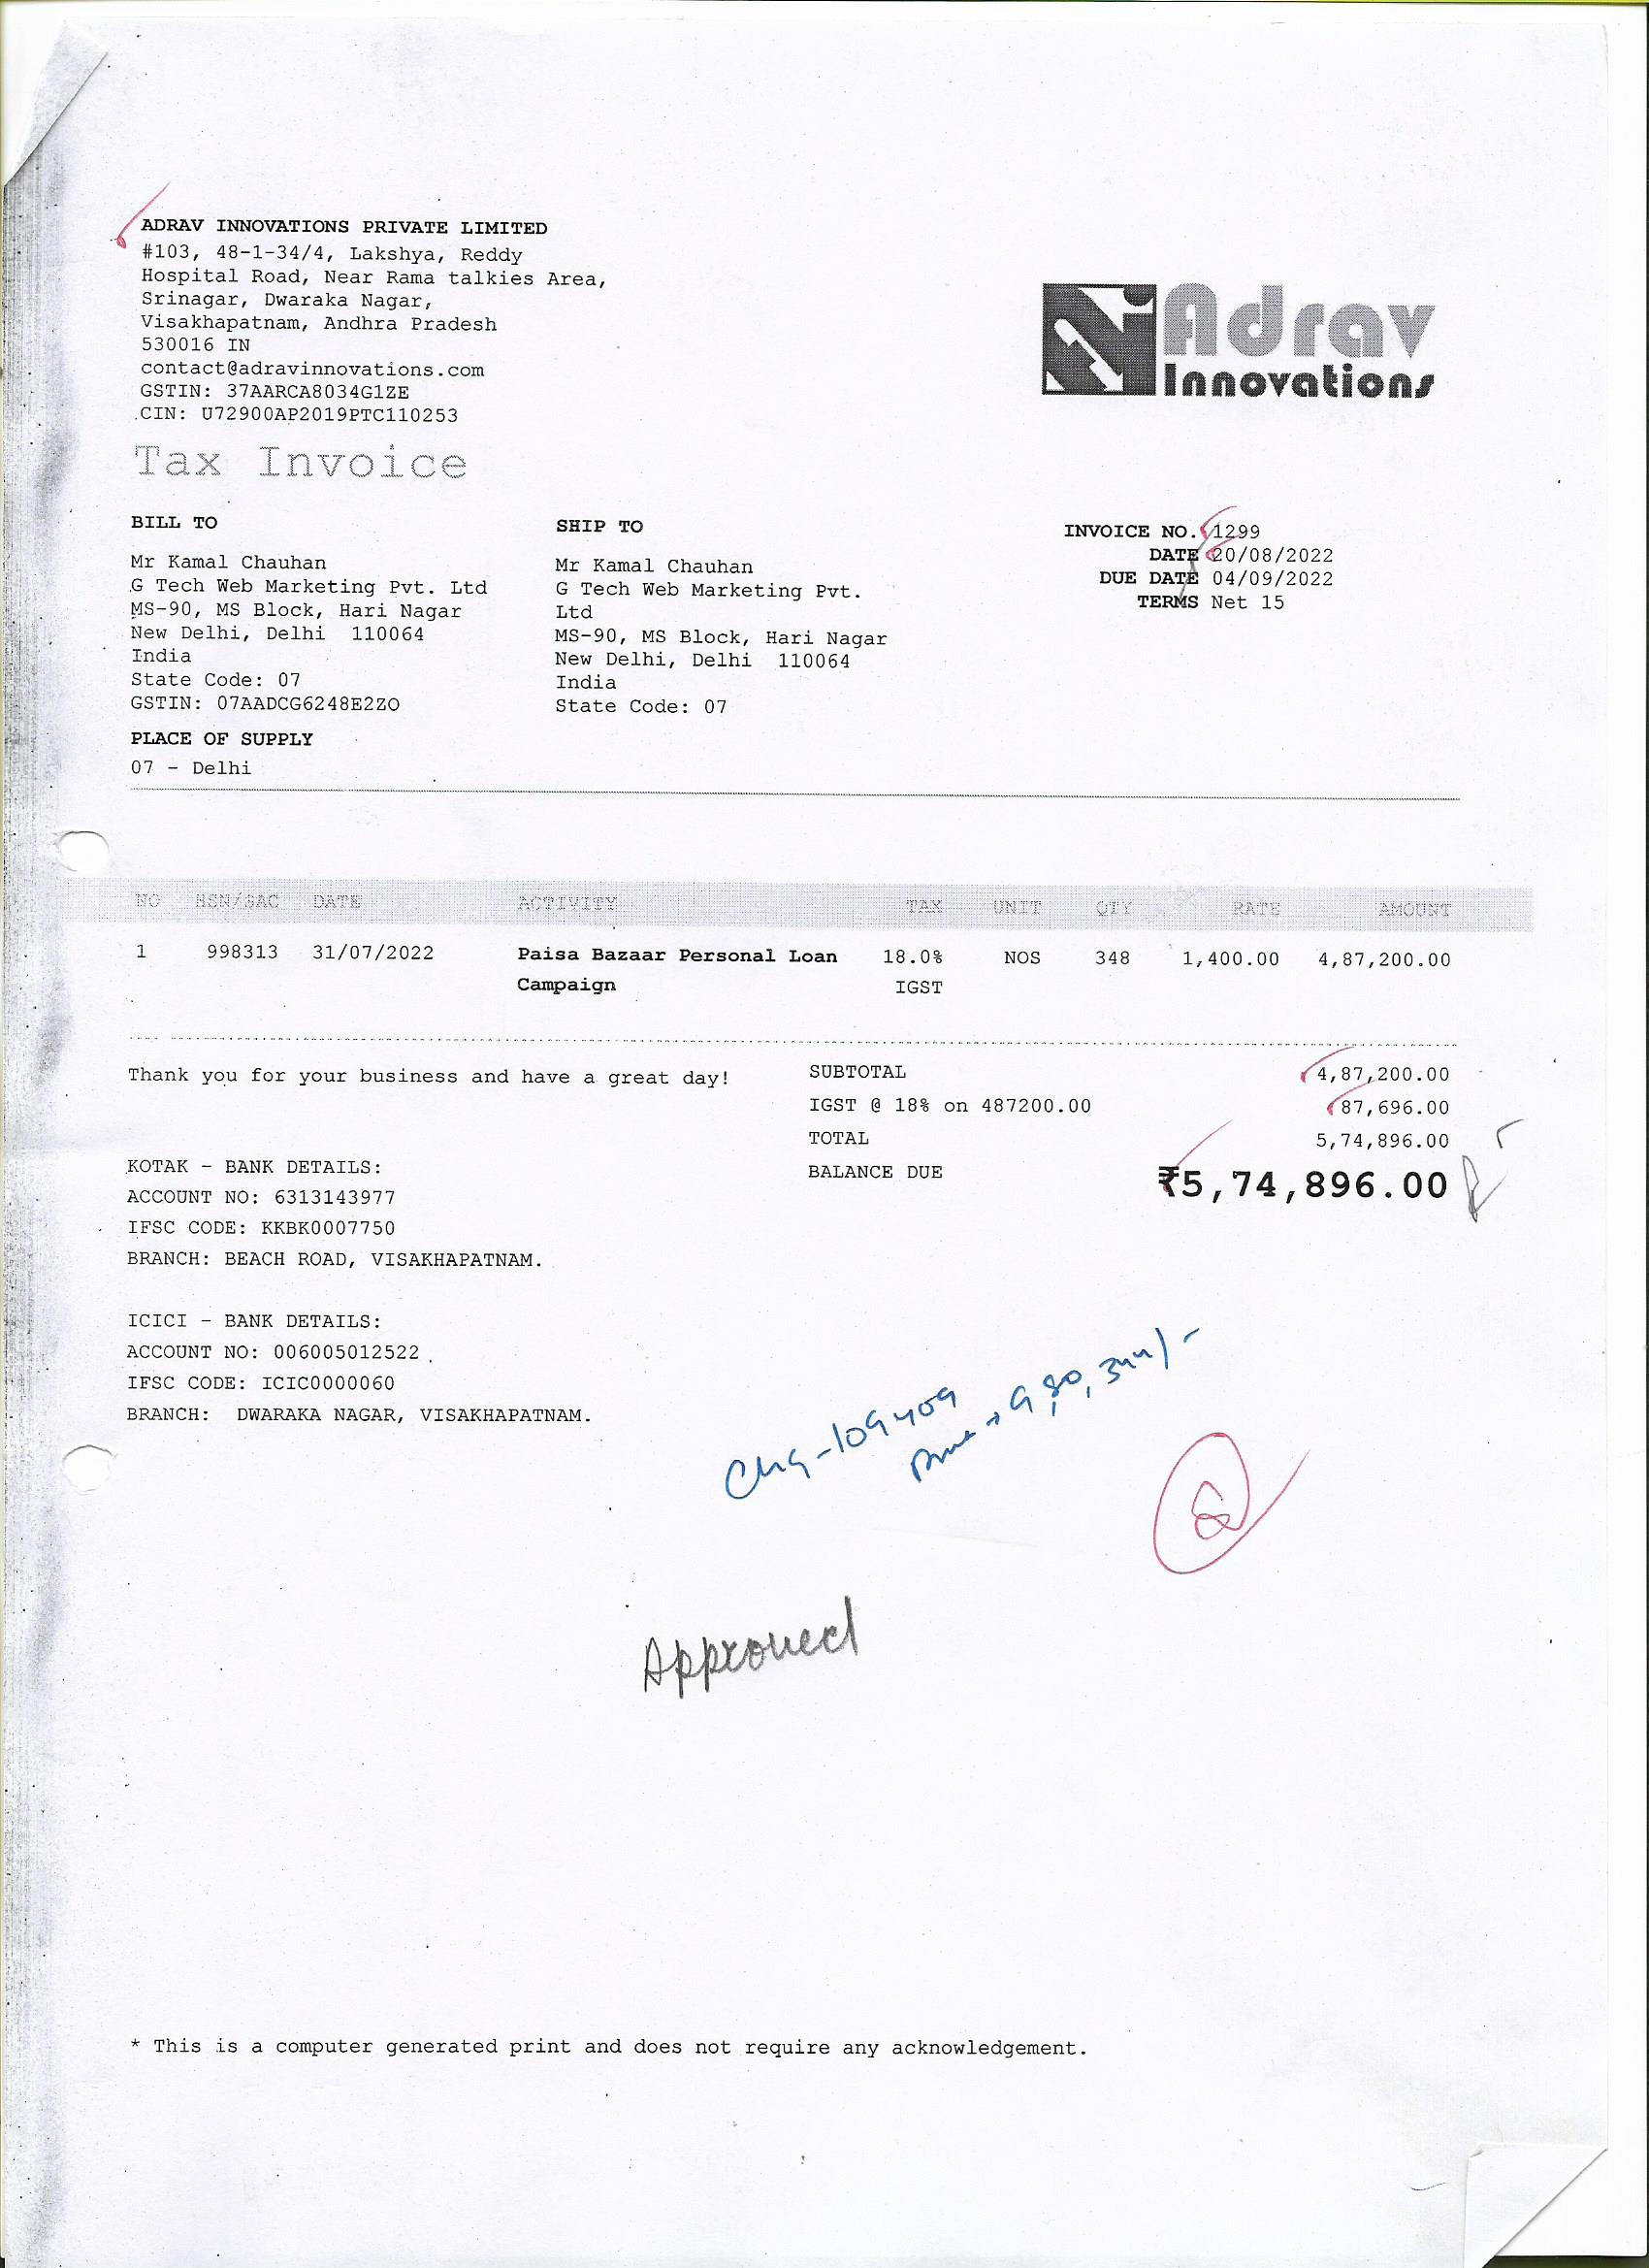 ADRAV INNOVATIONS PRIVATE LIMITED
#103, 48-1-34/4, Lakshya, Reddy
Hospital Road, Near Rama talkies Area,
Srinagar, Dwaraka Nagar,
Visakhapatnam, Andhra Pradesh
530016 IN
contact@adravinnovations.com
GSTIN: 37AARCA8034G1ZE
CIN: U72900AP2019PTC110253
Adrav
Innovations
Tax Invoice
BILL TO
Mr Kamal Chauhan
G Tech Web Marketing Pvt. Ltd
MS-90, MS Block, Hari Nagar
New Delhi, Delhi 110064
India
State Code: 07
GSTIN: 07AADCG6248E2ZO
SHIP TO
Mr Kamal Chauhan
G Tech Web Marketing Pvt.
Ltd
MS-90, MS Block, Hari Nagar
New Delhi, Delhi 110064
India
State Code: 07
INVOICE NO. 1299
DATE 20/08/2022
DUE DATE 04/09/2022
TERMS Net 15
PLACE OF SUPPLY
07 - Delhi
NO HSN/SAC DATE ACTIVITY TAX UNIT QTY RATE AMOUNT
1 998313 31/07/2022 Paisa Bazaar Personal Loan 18.0% NOS 348 1,400.00 4,87,200.00
Campaign IGST
Thank you for your business and have a great day!
SUBTOTAL 4,87,200.00
IGST @ 18% on 487200.00 87,696.00
TOTAL 5,74,896.00
BALANCE DUE ₹5,74,896.00
KOTAK - BANK DETAILS:
ACCOUNT NO: 6313143977
IFSC CODE: KKBK0007750
BRANCH: BEACH ROAD, VISAKHAPATNAM.
ICICI - BANK DETAILS:
ACCOUNT NO: 006005012522
IFSC CODE: ICIC0000060
BRANCH: DWARAKA NAGAR, VISAKHAPATNAM.
Chq-109409
9,80,344/-
Approved
* This is a computer generated print and does not require any acknowledgement.